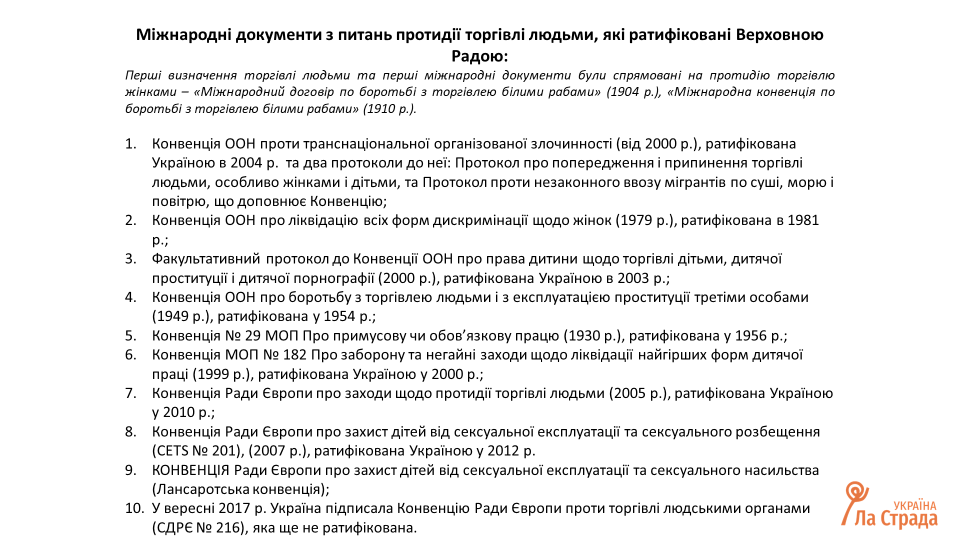 Міжнародні документи з питань протидії торгівлі людьми, які ратифіковані Верховною
Радою:
Перші визначення торгівлі людьми та перші міжнародні документи були спрямовані на протидію торгівлю
жінками – «Міжнародний договір по боротьбі з торгівлею білими рабами» (1904 р.), «Міжнародна конвенція по
боротьбі з торгівлею білими рабами» (1910 р.).
1. Конвенція ООН проти транснаціональної організованої злочинності (від 2000 р.), ратифікована
Україною в 2004 р. та два протоколи до неї: Протокол про попередження і припинення торгівлі
людьми, особливо жінками і дітьми, та Протокол проти незаконного ввозу мігрантів по суші, морю і
повітрю, що доповнює Конвенцію;
2. Конвенція ООН про ліквідацію всіх форм дискримінації щодо жінок (1979 р.), ратифікована в 1981
р.;
3. Факультативний протокол до Конвенції ООН про права дитини щодо торгівлі дітьми, дитячої
проституції і дитячої порнографії (2000 р.), ратифікована Україною в 2003 р.;
4. Конвенція ООН про боротьбу з торгівлею людьми і з експлуатацією проституції третіми особами
(1949 р.), ратифікована у 1954 р.;
5. Конвенція № 29 МОП Про примусову чи обов’язкову працю (1930 р.), ратифікована у 1956 р.;
6. Конвенція МОП № 182 Про заборону та негайні заходи щодо ліквідації найгірших форм дитячої
праці (1999 р.), ратифікована Україною у 2000 р.;
7. Конвенція Ради Європи про заходи щодо протидії торгівлі людьми (2005 р.), ратифікована Україною
у 2010 р.;
8. Конвенція Ради Європи про захист дітей від сексуальної експлуатації та сексуального розбещення
(CETS № 201), (2007 р.), ратифікована Україною у 2012 р.
9. КОНВЕНЦІЯ Ради Європи про захист дітей від сексуальної експлуатації та сексуального насильства
(Лансаротська конвенція);
10. У вересні 2017 р. Україна підписала Конвенцію Ради Європи проти торгівлі людськими органами
(СДРЄ № 216), яка ще не ратифікована.
УКРАЇНА
Ла Страда